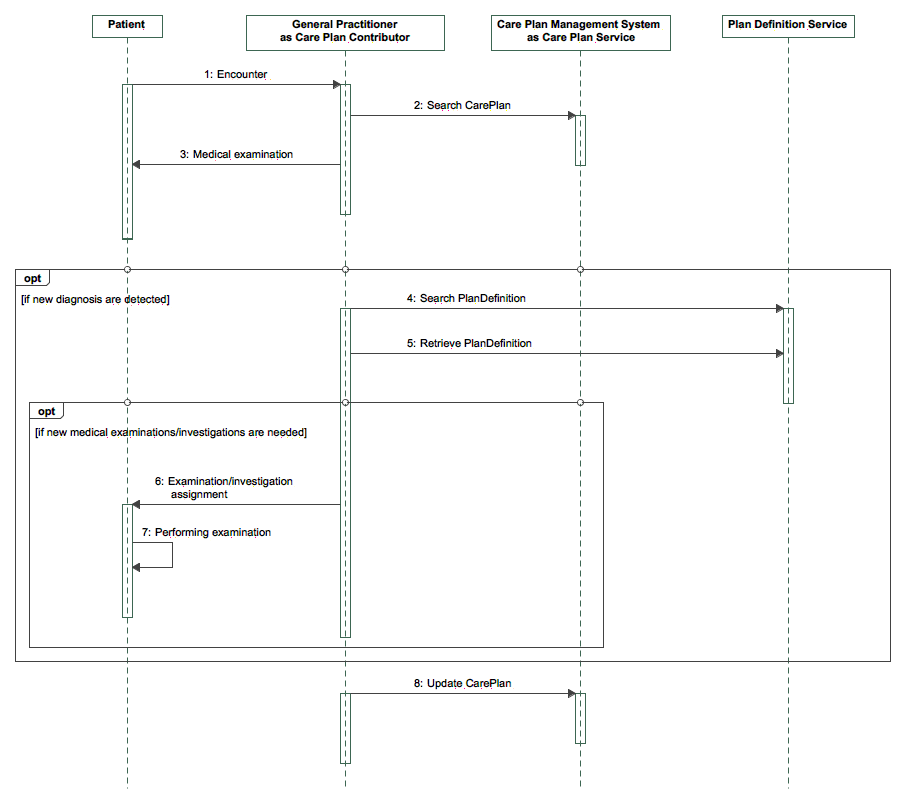 Patient
General Practitioner
as Care Plan Contributor
Care Plan Management System
as Care Plan Service
Plan Definition Service
1: Encounter
2: Search CarePlan
3: Medical examination
opt
[if new diagnosis are detected]
4: Search PlanDefinition
5: Retrieve PlanDefinition
opt
[if new medical examinations/investigations are needed]
6: Examination/investigation
assignment
7: Performing examination
8: Update CarePlan